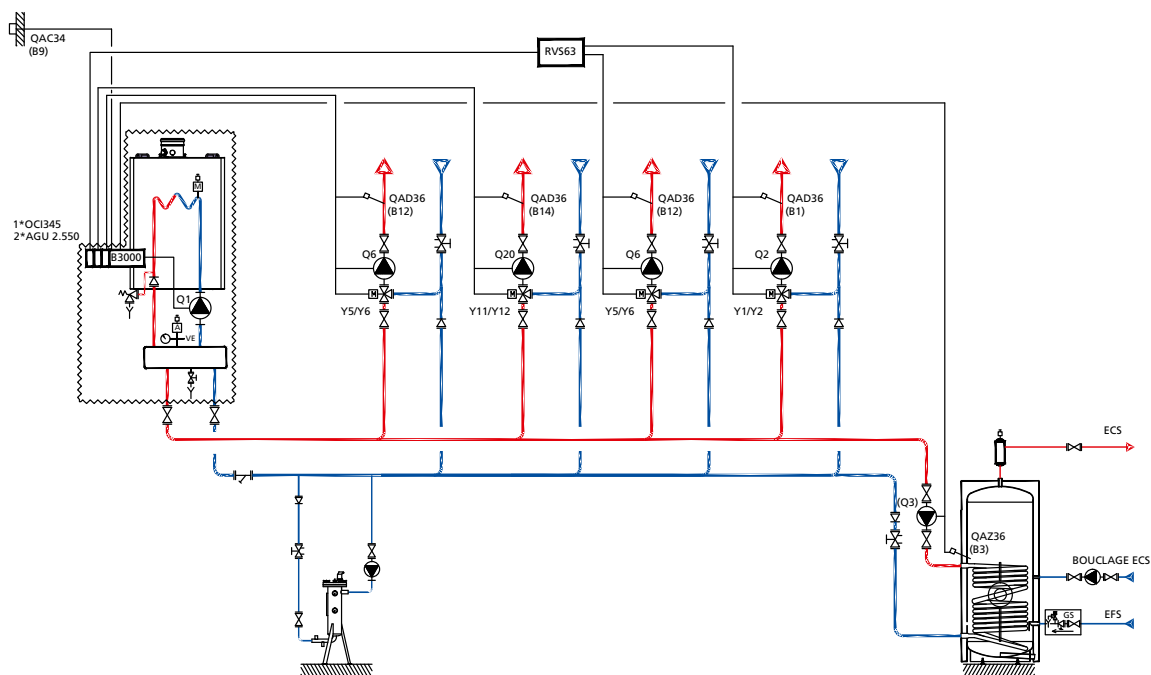 QAC34
(B9)
RVS63
M
1*OCI345
2*AGU 2.550
B3000
Q1
A
VE
QAD36
(B12)
QAD36
(B14)
QAD36
(B12)
QAD36
(B1)
Q6
Q20
Q6
Q2
M
M
M
M
Y5/Y6
Y11/Y12
Y5/Y6
Y1/Y2
ECS
(Q3)
QAZ36
(B3)
BOUCLAGE ECS
GS
EFS